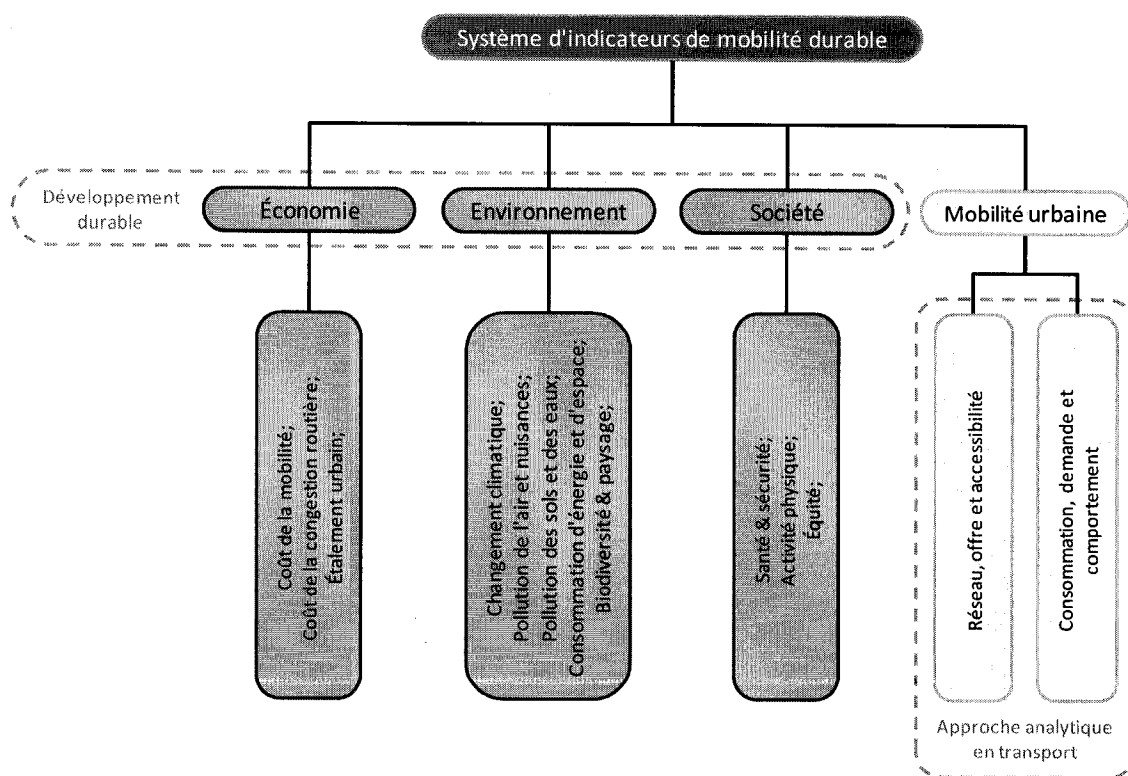 Système d'indicateurs de mobilité durable
Développement
durable
Économie
Environnement
Société
Mobilité urbaine
Coût de la mobilité;
Coût de la congestion routière;
Étalement urbain;
Changement climatique;
Pollution de l'air et nuisances;
Pollution des sols et des eaux;
Consommation d'énergie et d'espace;
Biodiversité & paysage;
Santé & sécurité;
Activité physique;
Équité;
Réseau, offre et accessibilité
Consommation, demande et
comportement
Approche analytique
en transport